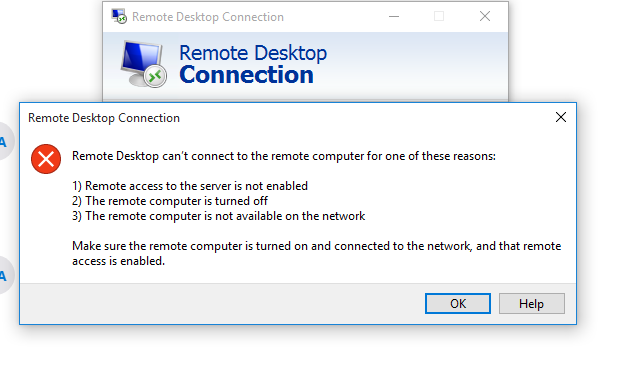 Remote Desktop Connection
Remote Desktop
Connection
Remote Desktop Connection
A
Remote Desktop can't connect to the remote computer for one of these reasons:
1) Remote access to the server is not enabled
2) The remote computer is turned off
3) The remote computer is not available on the network
Make sure the remote computer is turned on and connected to the network, and that remote
access is enabled.
A
OK Help